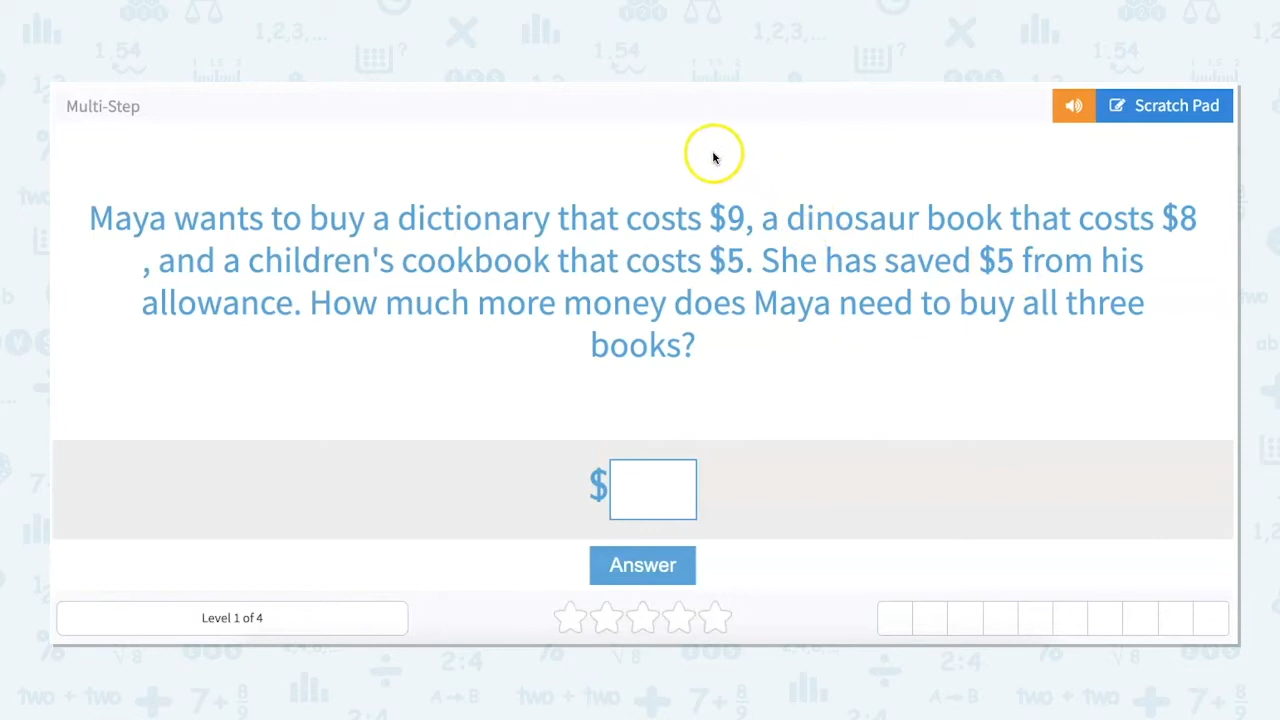 Multi-Step
Scratch Pad
Maya wants to buy a dictionary that costs $9, a dinosaur book that costs $8
, and a children's cookbook that costs $5. She has saved $5 from his
allowance. How much more money does Maya need to buy all three
books?
$
Answer
Level 1 of 4